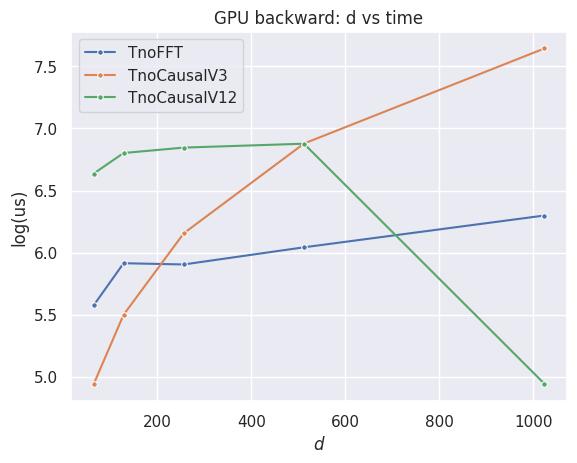 GPU backward: d vs time
TnoFFT
TnoCausalV3
TnoCausalV12
7.5
7.0
6.5
6.0
5.5
5.0
log(us)
200 400 600 800 1000
d